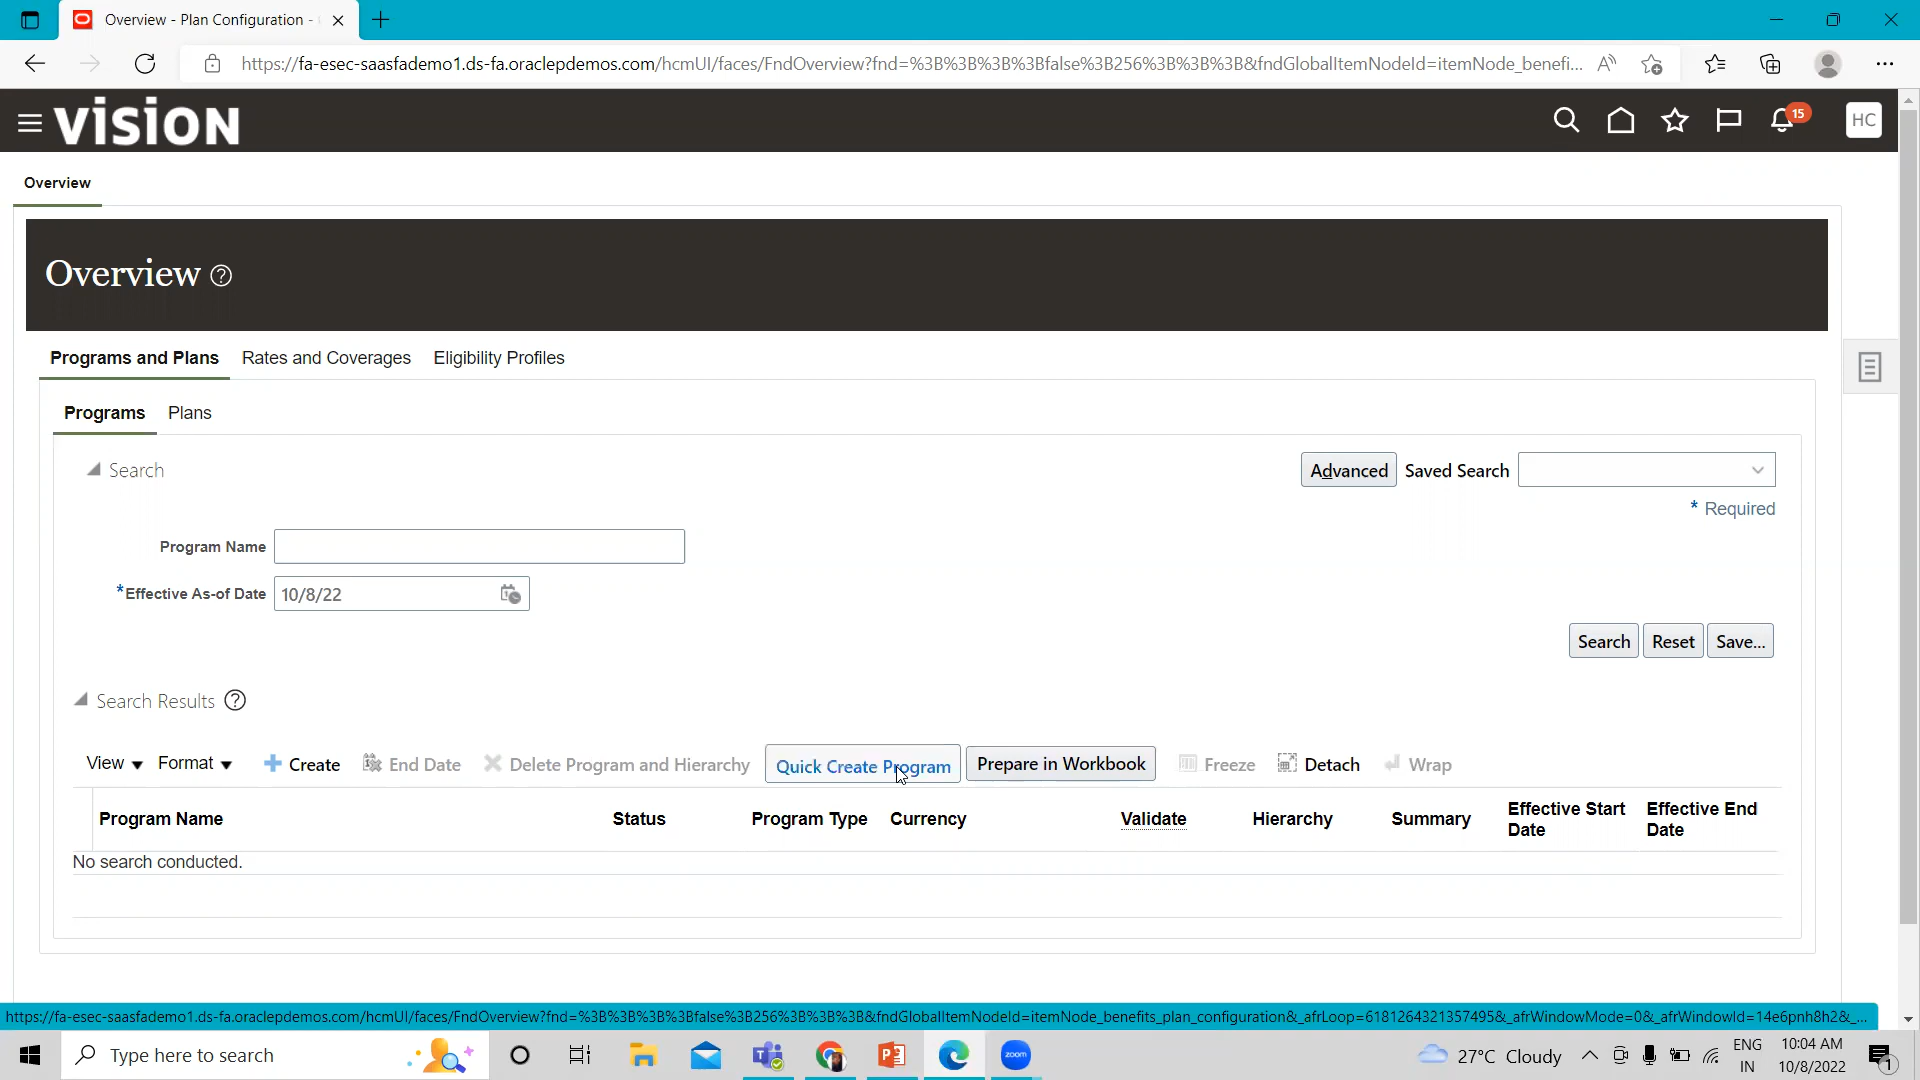 Overview - Plan Configuration -
https://fa-esec-saasfademo1.ds-fa.oraclepdemos.com/hcmUI/faces/FndOverview?fnd=%3B%3B%3B%3Bfalse%3B256%3B%3B%3B&fndGlobalItemNodeId=itemNode_benefi...
vision
15
HC
Overview
Overview ?
Programs and Plans Rates and Coverages Eligibility Profiles
Programs Plans
Search
Advanced Saved Search
* Required
Program Name
*Effective As-of Date 10/8/22
Search Reset Save...
Search Results ?
View Format Create End Date Delete Program and Hierarchy Quick Create Program Prepare in Workbook Freeze Detach Wrap
Program Name Status Program Type Currency Validate Hierarchy Summary Effective Start Date Effective End Date
No search conducted.
https://fa-esec-saasfademo1.ds-fa.oraclepdemos.com/hcmUI/faces/FndOverview?fnd=%3B%3B%3B%3Bfalse%3B256%3B%3B%3B&fndGlobalItemNodeId=itemNode_benefits_plan_configuration&_afrLoop=6181264321357495&_afrWindowMode=0&_afrWindowId=14e6pnh8h2&_...
Type here to search
zoom
27°C Cloudy
ENG
IN
10:04 AM
10/8/2022
1